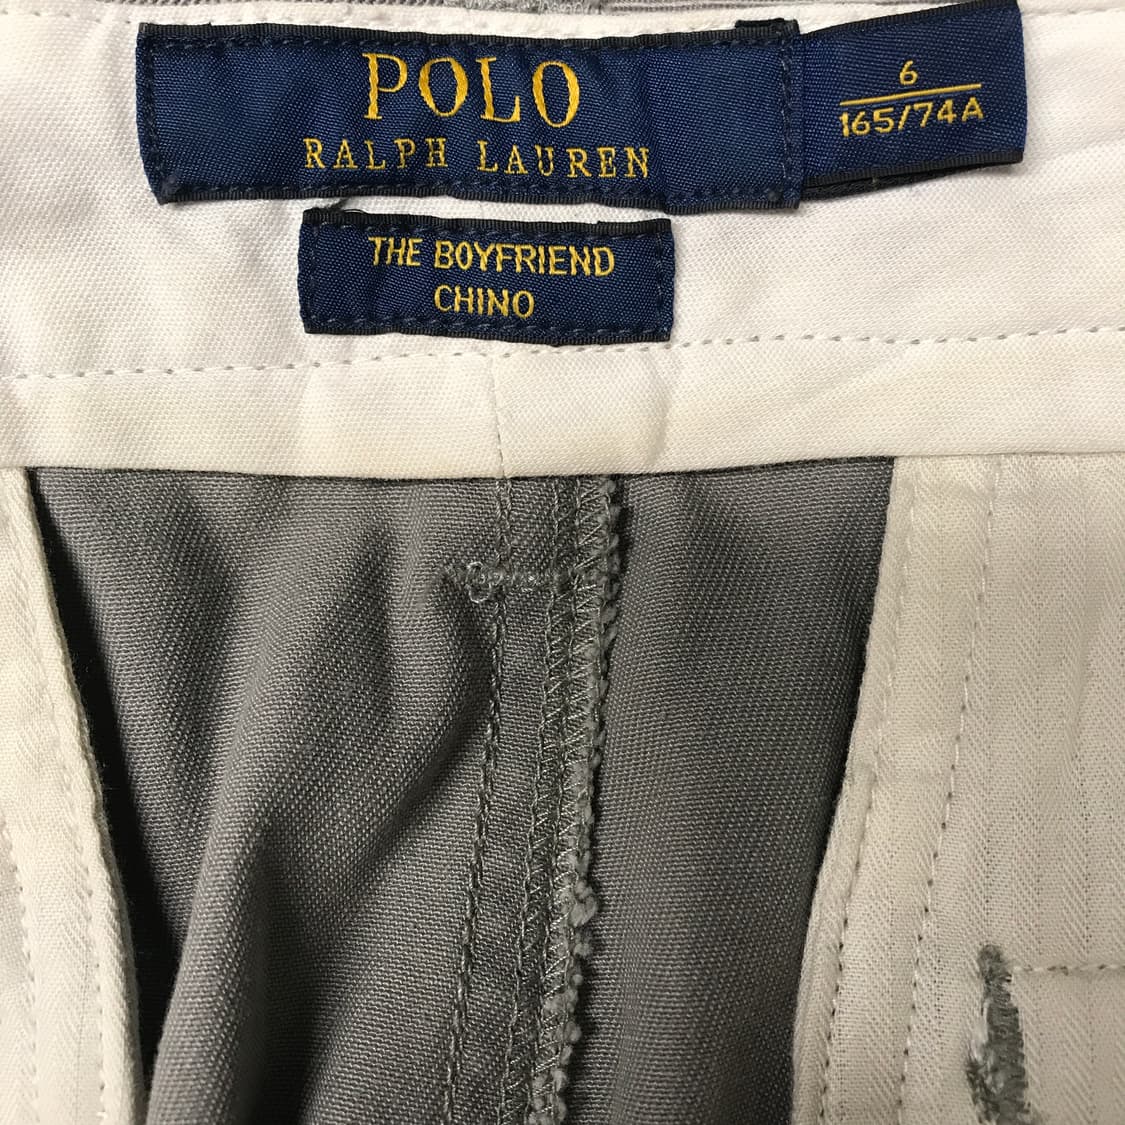 POLO
RALPH LAUREN
6
165/74A
THE BOYFRIEND
CHINO